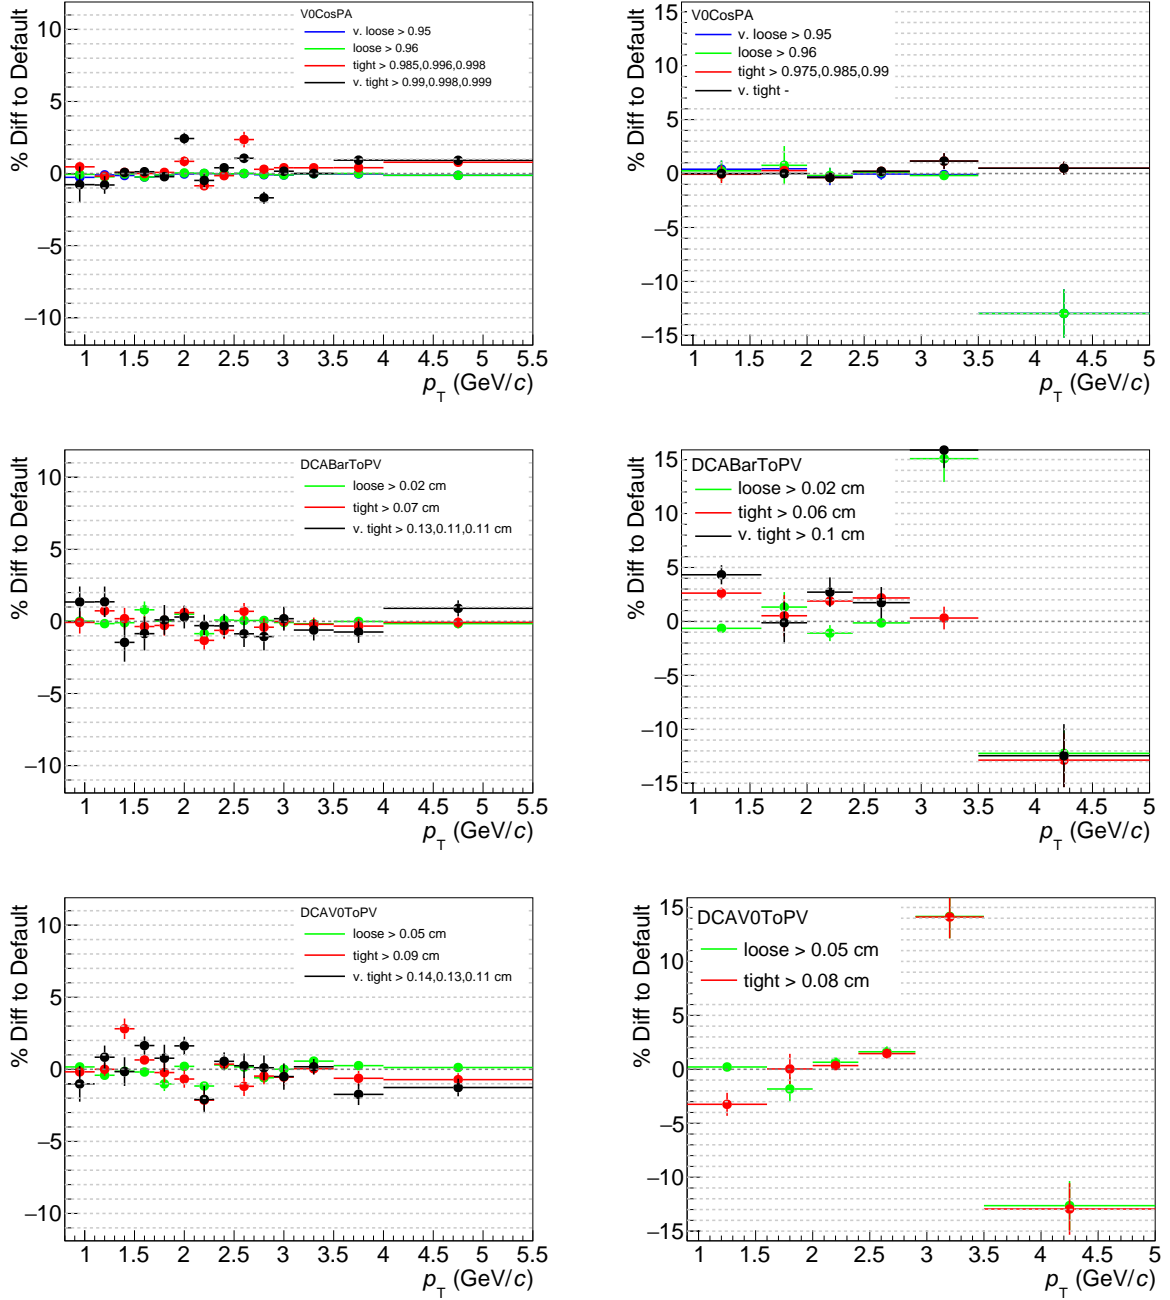 V0CosPA
v. loose > 0.95
loose > 0.96
tight > 0.985,0.996,0.998
v. tight > 0.99,0.998,0.999
% Diff to Default
10
5
0
−5
−10
1 1.5 2 2.5 3 3.5 4 4.5 5 5.5
pT (GeV/c)
V0CosPA
v. loose > 0.95
loose > 0.96
tight > 0.975,0.985,0.99
v. tight -
% Diff to Default
15
10
5
0
−5
−10
−15
1 1.5 2 2.5 3 3.5 4 4.5 5
pT (GeV/c)
DCABarToPV
loose > 0.02 cm
tight > 0.07 cm
v. tight > 0.13,0.11,0.11 cm
% Diff to Default
10
5
0
−5
−10
1 1.5 2 2.5 3 3.5 4 4.5 5 5.5
pT (GeV/c)
DCABarToPV
loose > 0.02 cm
tight > 0.06 cm
v. tight > 0.1 cm
% Diff to Default
15
10
5
0
−5
−10
−15
1 1.5 2 2.5 3 3.5 4 4.5 5
pT (GeV/c)
DCAV0ToPV
loose > 0.05 cm
tight > 0.09 cm
v. tight > 0.14,0.13,0.11 cm
% Diff to Default
10
5
0
−5
−10
1 1.5 2 2.5 3 3.5 4 4.5 5 5.5
pT (GeV/c)
DCAV0ToPV
loose > 0.05 cm
tight > 0.08 cm
% Diff to Default
15
10
5
0
−5
−10
−15
1 1.5 2 2.5 3 3.5 4 4.5 5
pT (GeV/c)